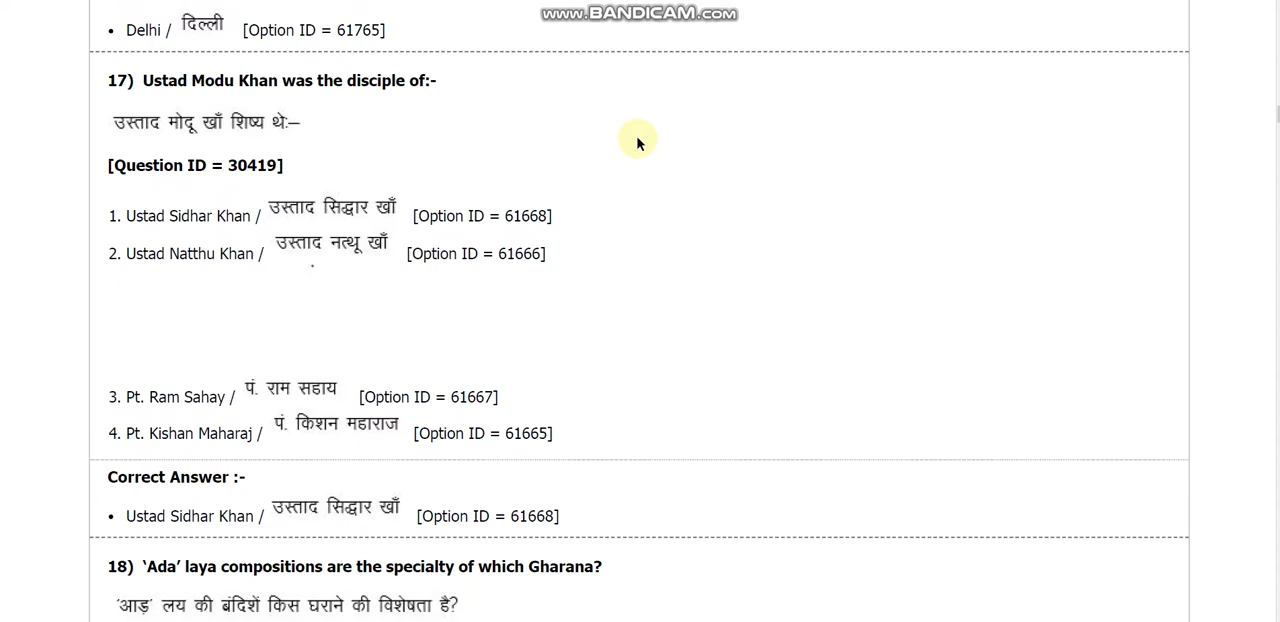 www.BANDICAM.com
• Delhi / दिल्ली [Option ID = 61765]
17) Ustad Modu Khan was the disciple of:-
उस्ताद मोदू खाँ शिष्य थेः–
[Question ID = 30419]
1. Ustad Sidhar Khan / उस्ताद सिद्धार खाँ [Option ID = 61668]
2. Ustad Natthu Khan / उस्ताद नत्थू खाँ [Option ID = 61666]
3. Pt. Ram Sahay / पं. राम सहाय [Option ID = 61667]
4. Pt. Kishan Maharaj / पं. किशन महाराज [Option ID = 61665]
Correct Answer :-
• Ustad Sidhar Khan / उस्ताद सिद्धार खाँ [Option ID = 61668]
18) ‘Ada’ laya compositions are the specialty of which Gharana?
‘आड़’ लय की बंदिशें किस घराने की विशेषता है?